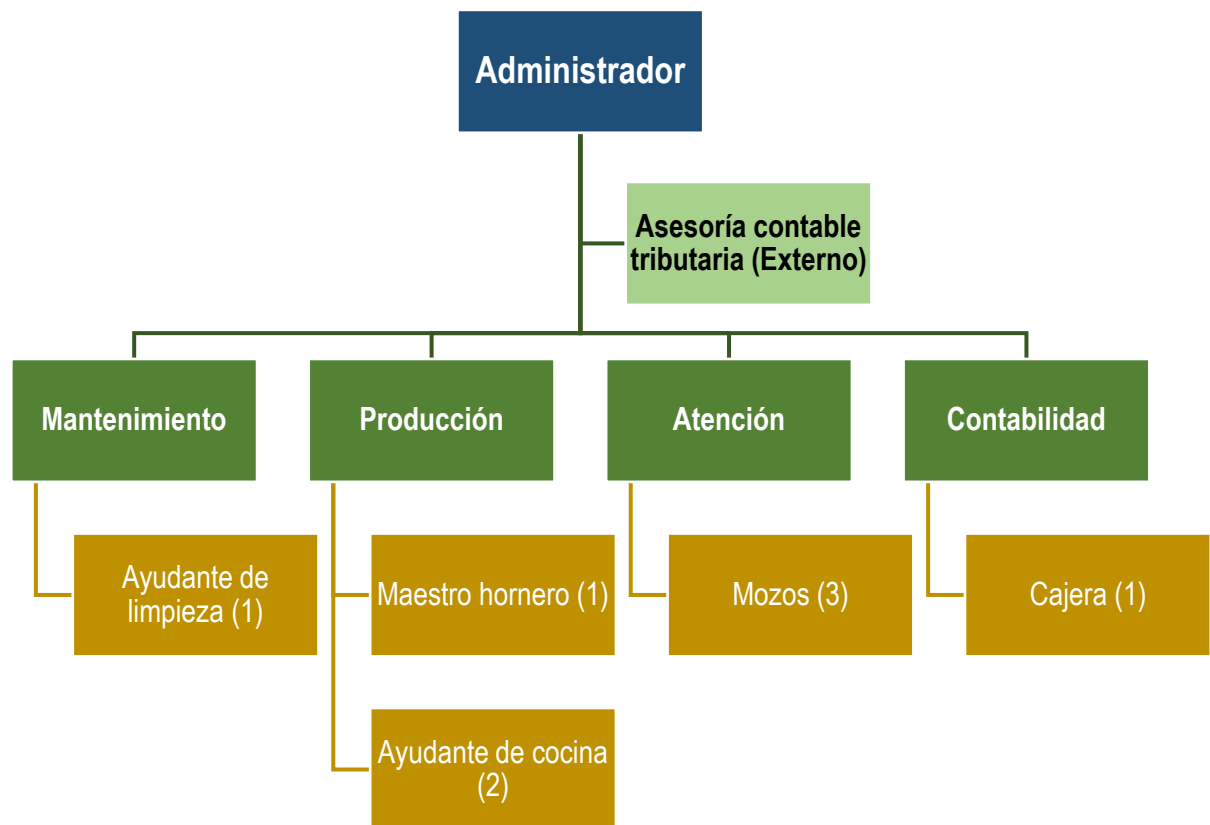 Administrador
Asesoría contable
tributaria (Externo)
Mantenimiento
Producción
Atención
Contabilidad
Ayudante de
limpieza (1)
Maestro hornero (1)
Mozos (3)
Cajera (1)
Ayudante de cocina
(2)